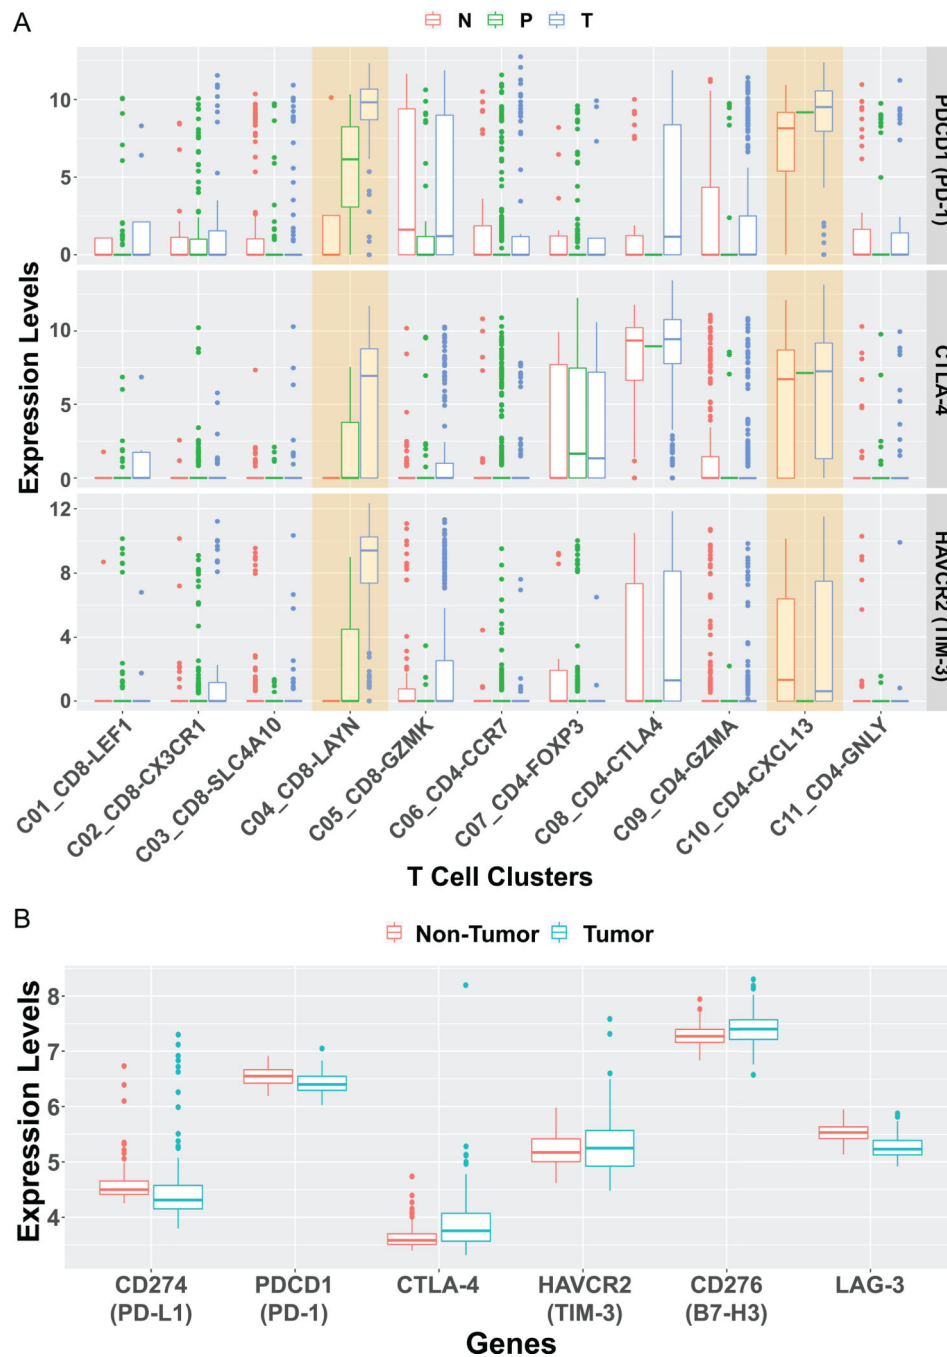 A
N P T
10
5
0
PDCD1 (PD-1)
10
5
0
CTLA-4
12
8
4
0
HAVCR2 (TIM-3)
Expression Levels
C01_CD8-LEF1
C02_CD8-CX3CR1
C03_CD8-SLC4A10
C04_CD8-LAYN
C05_CD8-GZMK
C06_CD4-CCR7
C07_CD4-FOXP3
C08_CD4-CTLA4
C09_CD4-GZMA
C10_CD4-CXCL13
C11_CD4-GNLY
T Cell Clusters
B
Non-Tumor Tumor
8
7
6
5
4
Expression Levels
CD274 PDCD1 CTLA-4 HAVCR2 CD276 LAG-3
(PD-L1) (PD-1) (TIM-3) (B7-H3)
Genes